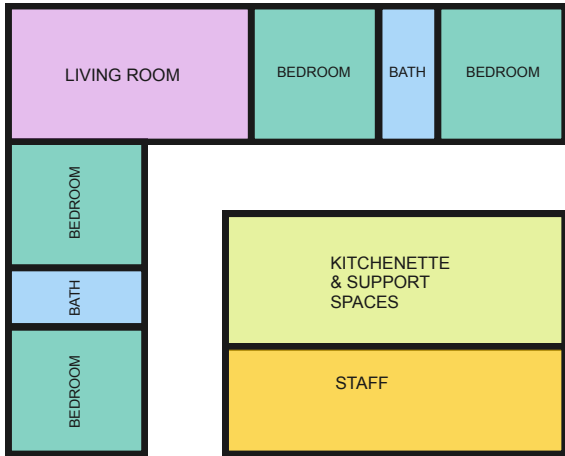 LIVING ROOM
BEDROOM
BATH
BEDROOM
BEDROOM
BATH
BEDROOM
KITCHENETTE
& SUPPORT
SPACES
STAFF